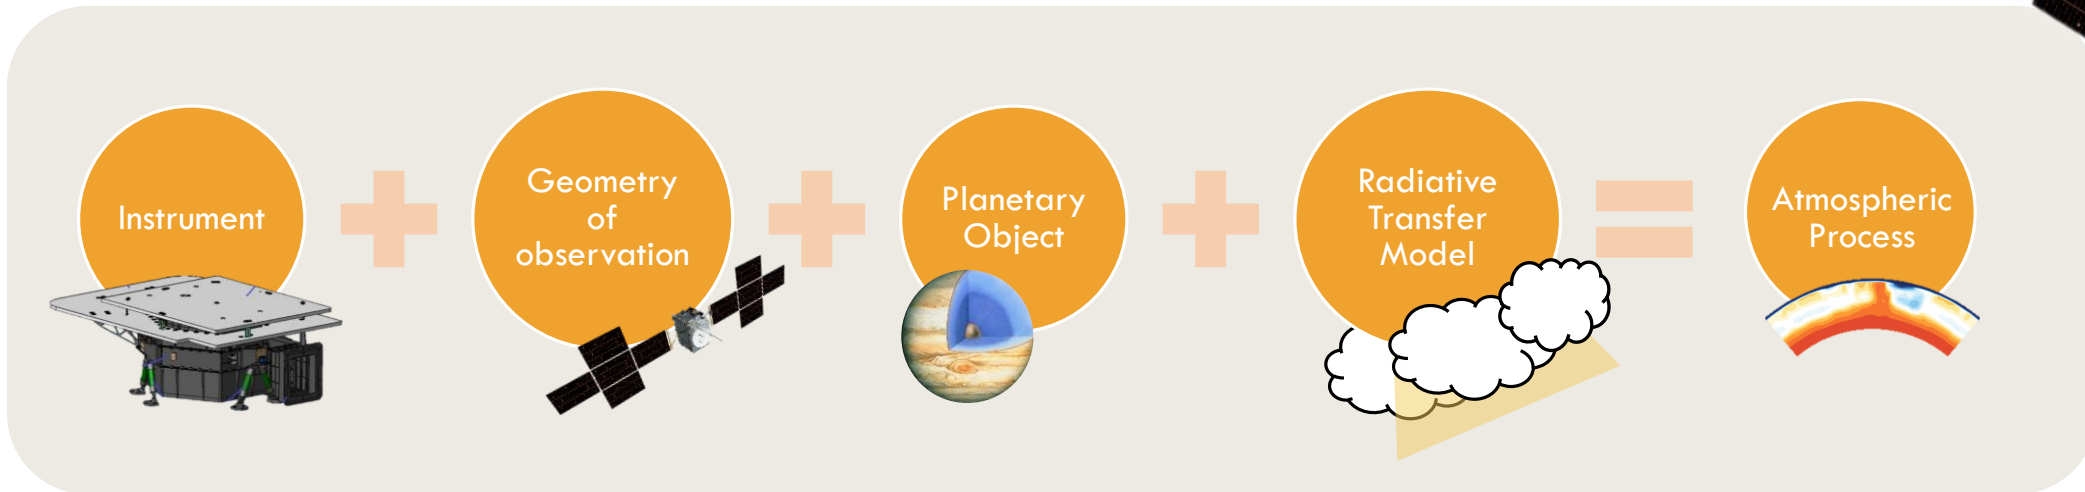 Instrument
Geometry
of
observation
Planetary
Object
Radiative
Transfer
Model
Atmospheric
Process